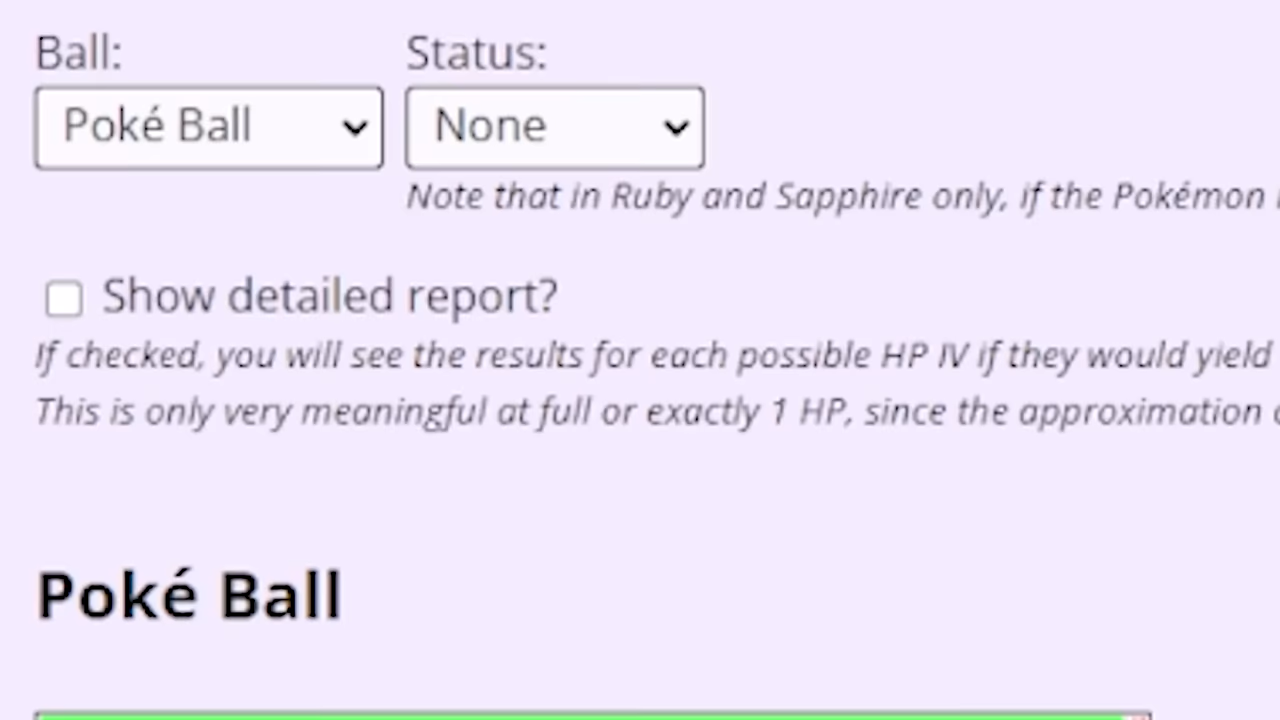 Ball: Status:
Poké Ball None
Note that in Ruby and Sapphire only, if the Pokémon
Show detailed report?
If checked, you will see the results for each possible HP IV if they would yield
This is only very meaningful at full or exactly 1 HP, since the approximation
Poké Ball